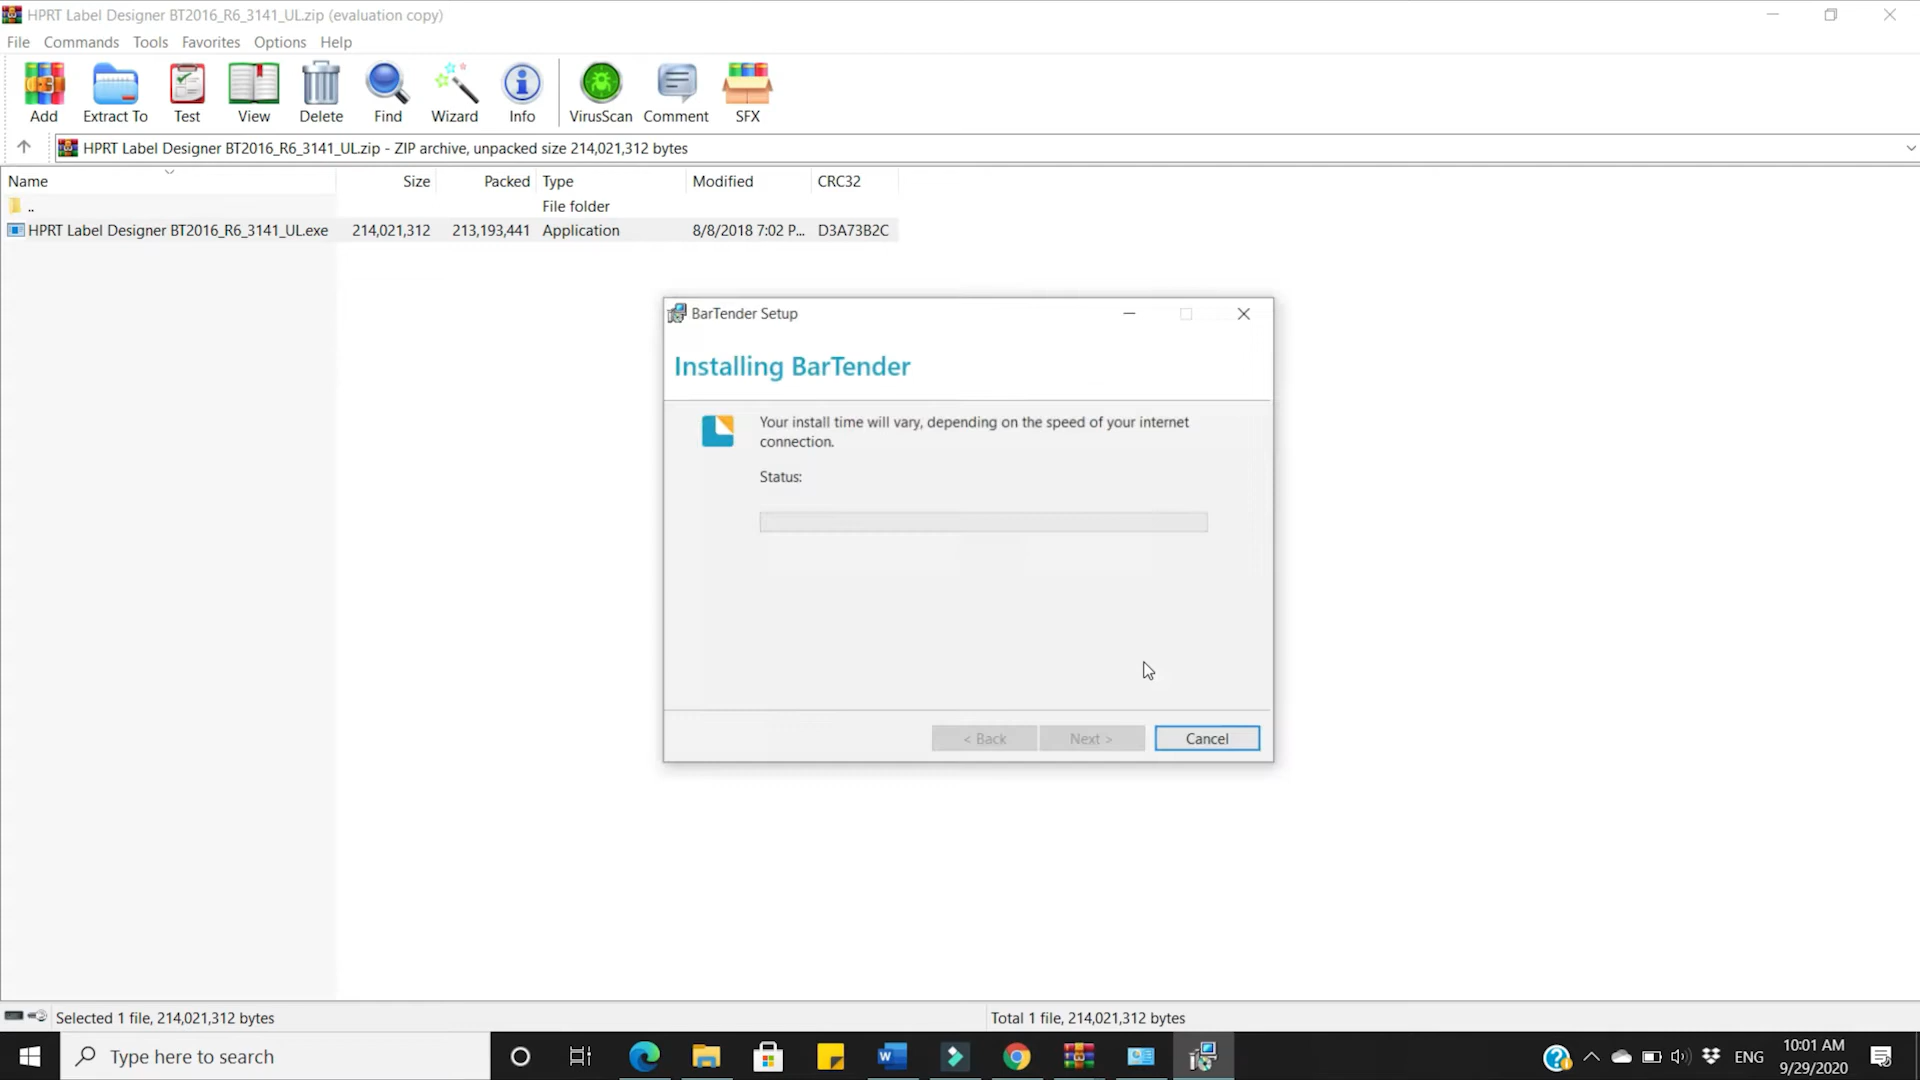 HPRT Label Designer BT2016_R6_3141_UL.zip (evaluation copy)
File Commands Tools Favorites Options Help
Add Extract To Test View Delete Find Wizard Info VirusScan Comment SFX
HPRT Label Designer BT2016_R6_3141_UL.zip - ZIP archive, unpacked size 214,021,312 bytes
Name Size Packed Type Modified CRC32
.. File folder
HPRT Label Designer BT2016_R6_3141_UL.exe 214,021,312 213,193,441 Application 8/8/2018 7:02 P... D3A73B2C
BarTender Setup
Installing BarTender
Your install time will vary, depending on the speed of your internet
connection.
Status:
< Back Next > Cancel
Selected 1 file, 214,021,312 bytes Total 1 file, 214,021,312 bytes
Type here to search
ENG
10:01 AM
9/29/2020